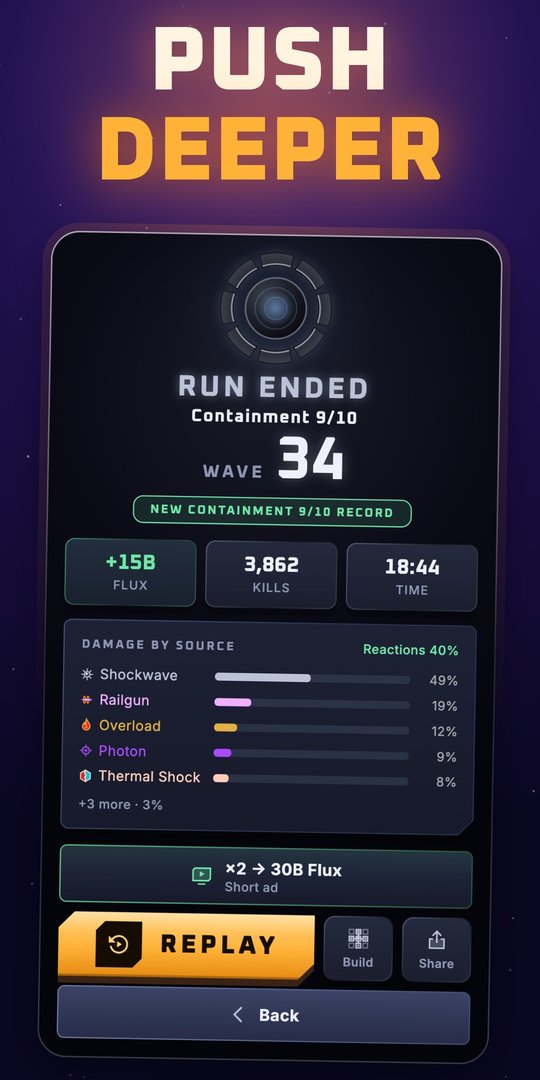 PUSH
DEEPER
RUN ENDED
Containment 9/10
WAVE 34
NEW CONTAINMENT 9/10 RECORD
+15B
FLUX
3,862
KILLS
18:44
TIME
DAMAGE BY SOURCE
Reactions 40%
Shockwave 49%
Railgun 19%
Overload 12%
Photon 9%
Thermal Shock 8%
+3 more · 3%
×2 → 30B Flux
Short ad
REPLAY
Build
Share
Back